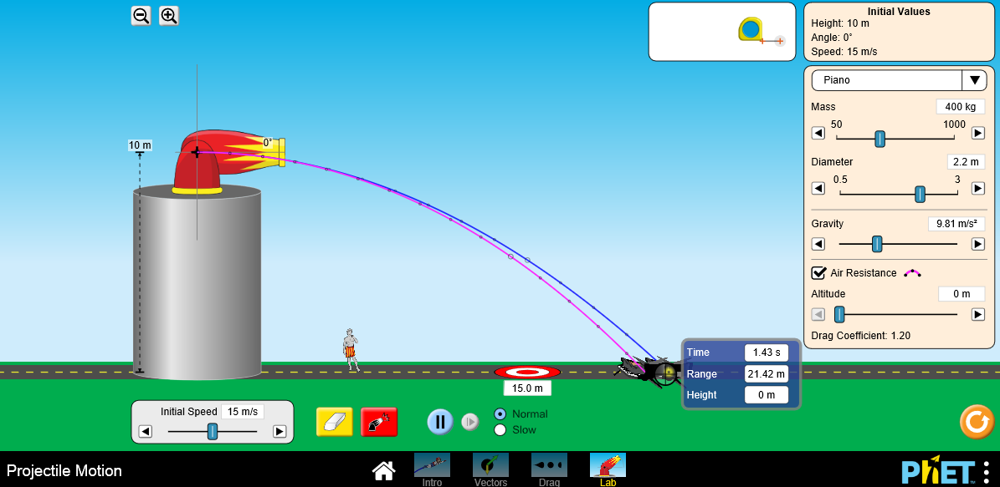 Initial Values
Height: 10 m
Angle: 0°
Speed: 15 m/s
Piano
Mass
400 kg
50
1000
Diameter
2.2 m
0.5
3
Gravity
9.81 m/s²
Air Resistance
Altitude
0 m
Drag Coefficient: 1.20
0°
10 m
Time
1.43 s
Range
21.42 m
Height
0 m
15.0 m
Initial Speed
15 m/s
Normal
Slow
Projectile Motion
Intro
Vectors
Drag
Lab
PhET